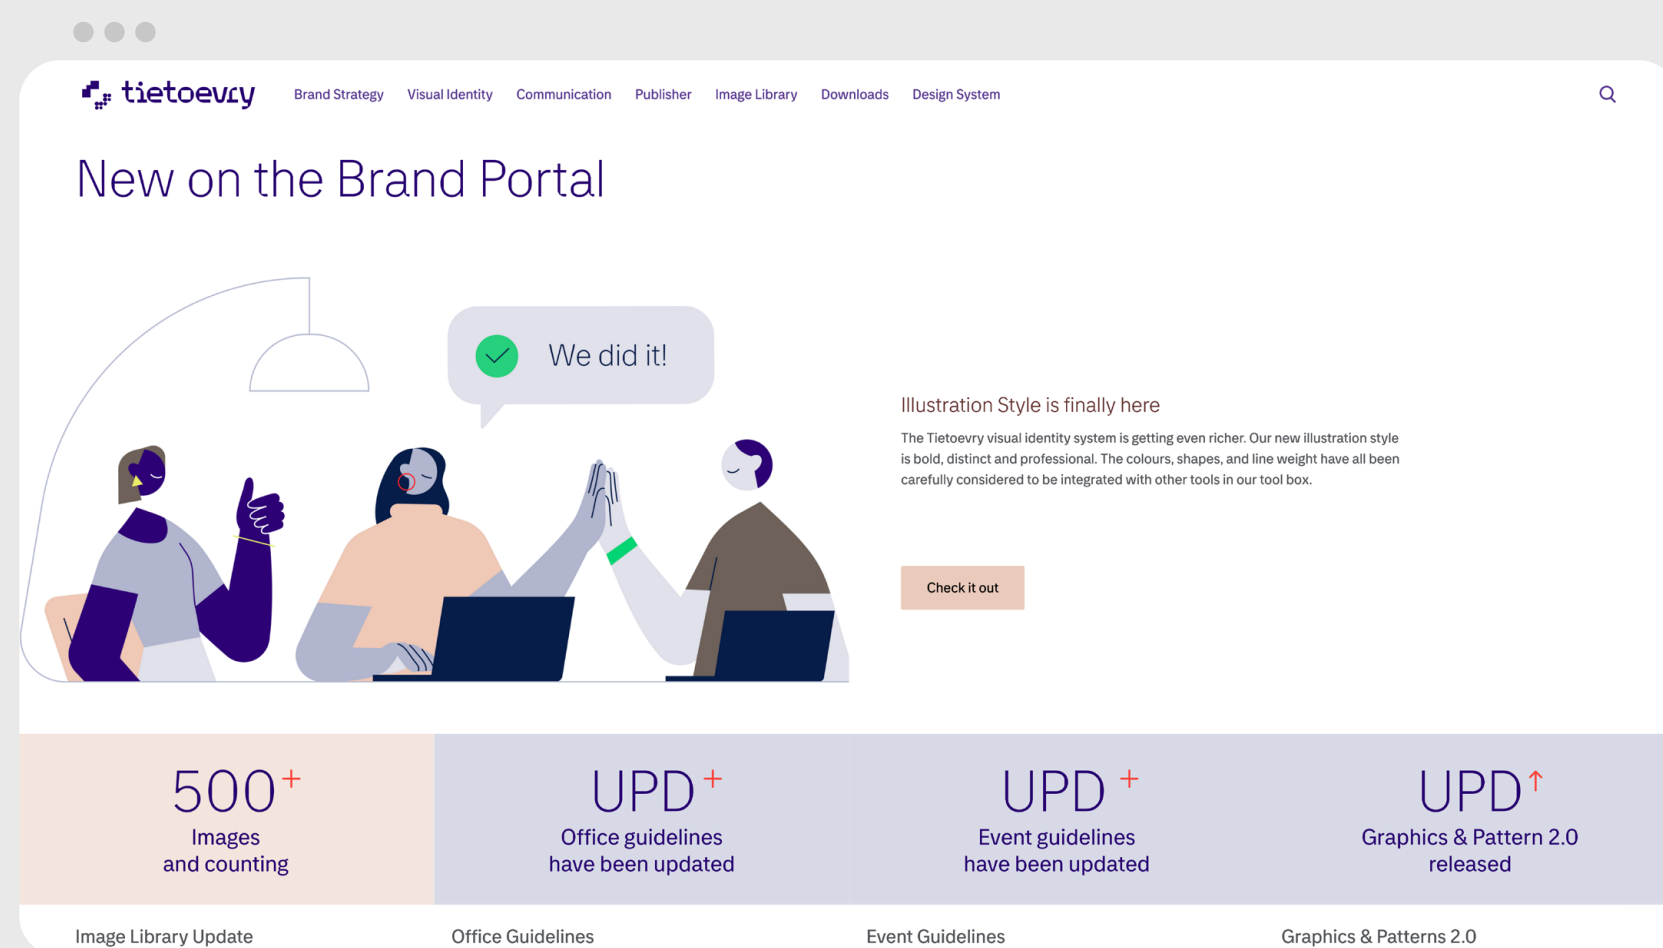 tietoevry
Brand Strategy Visual Identity Communication Publisher Image Library Downloads Design System
New on the Brand Portal
We did it!
Illustration Style is finally here
The Tietoevry visual identity system is getting even richer. Our new illustration style
is bold, distinct and professional. The colours, shapes, and line weight have all been
carefully considered to be integrated with other tools in our tool box.
Check it out
500+
Images
and counting
UPD+
Office guidelines
have been updated
UPD+
Event guidelines
have been updated
UPD↑
Graphics & Pattern 2.0
released
Image Library Update
Office Guidelines
Event Guidelines
Graphics & Patterns 2.0